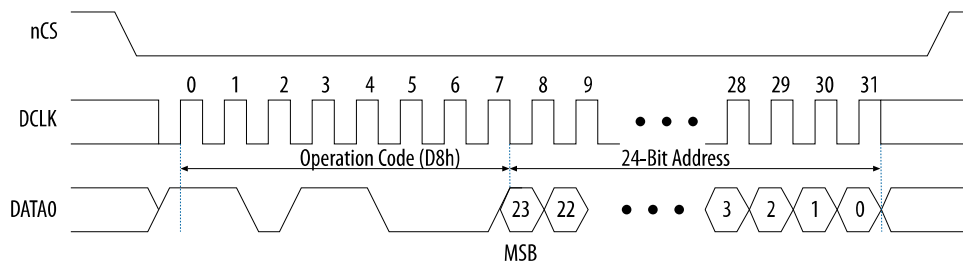 nCS
0 1 2 3 4 5 6 7 8 9 28 29 30 31
DCLK
Operation Code (D8h) 24-Bit Address
DATA0 23 22 3 2 1 0
MSB